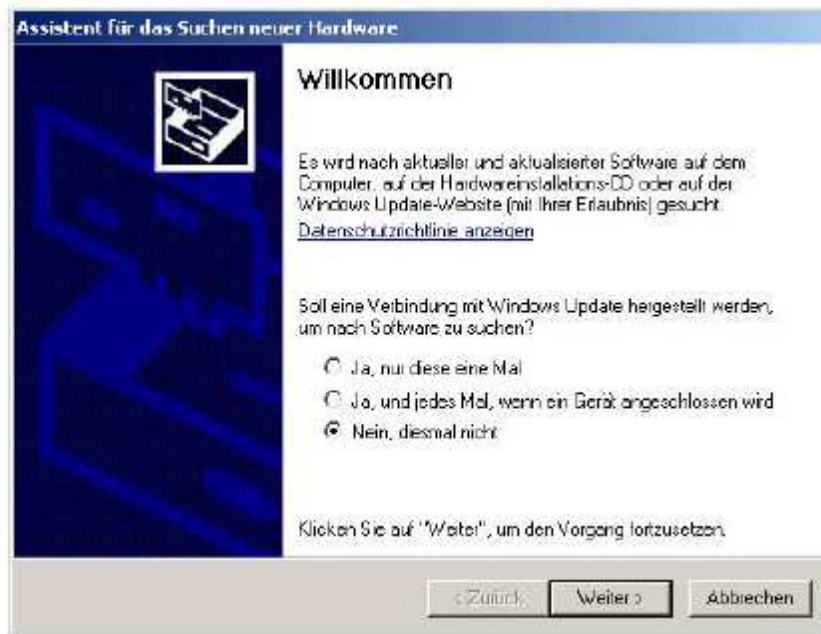 Assistent für das Suchen neuer Hardware
Willkommen
Es wird nach aktueller und aktualisierter Software auf dem
Computer, auf der Hardwareinstallations-CD oder auf der
Windows Update-Website (mit Ihrer Erlaubnis) gesucht.
Datenschutzrichtlinie anzeigen
Soll eine Verbindung mit Windows Update hergestellt werden,
um nach Software zu suchen?
Ja, nur diese eine Mal
Ja, und jedes Mal, wenn ein Gerät angeschlossen wird
Nein, diesmal nicht
Klicken Sie auf "Weiter", um den Vorgang fortzusetzen.
< Zurück Weiter > Abbrechen